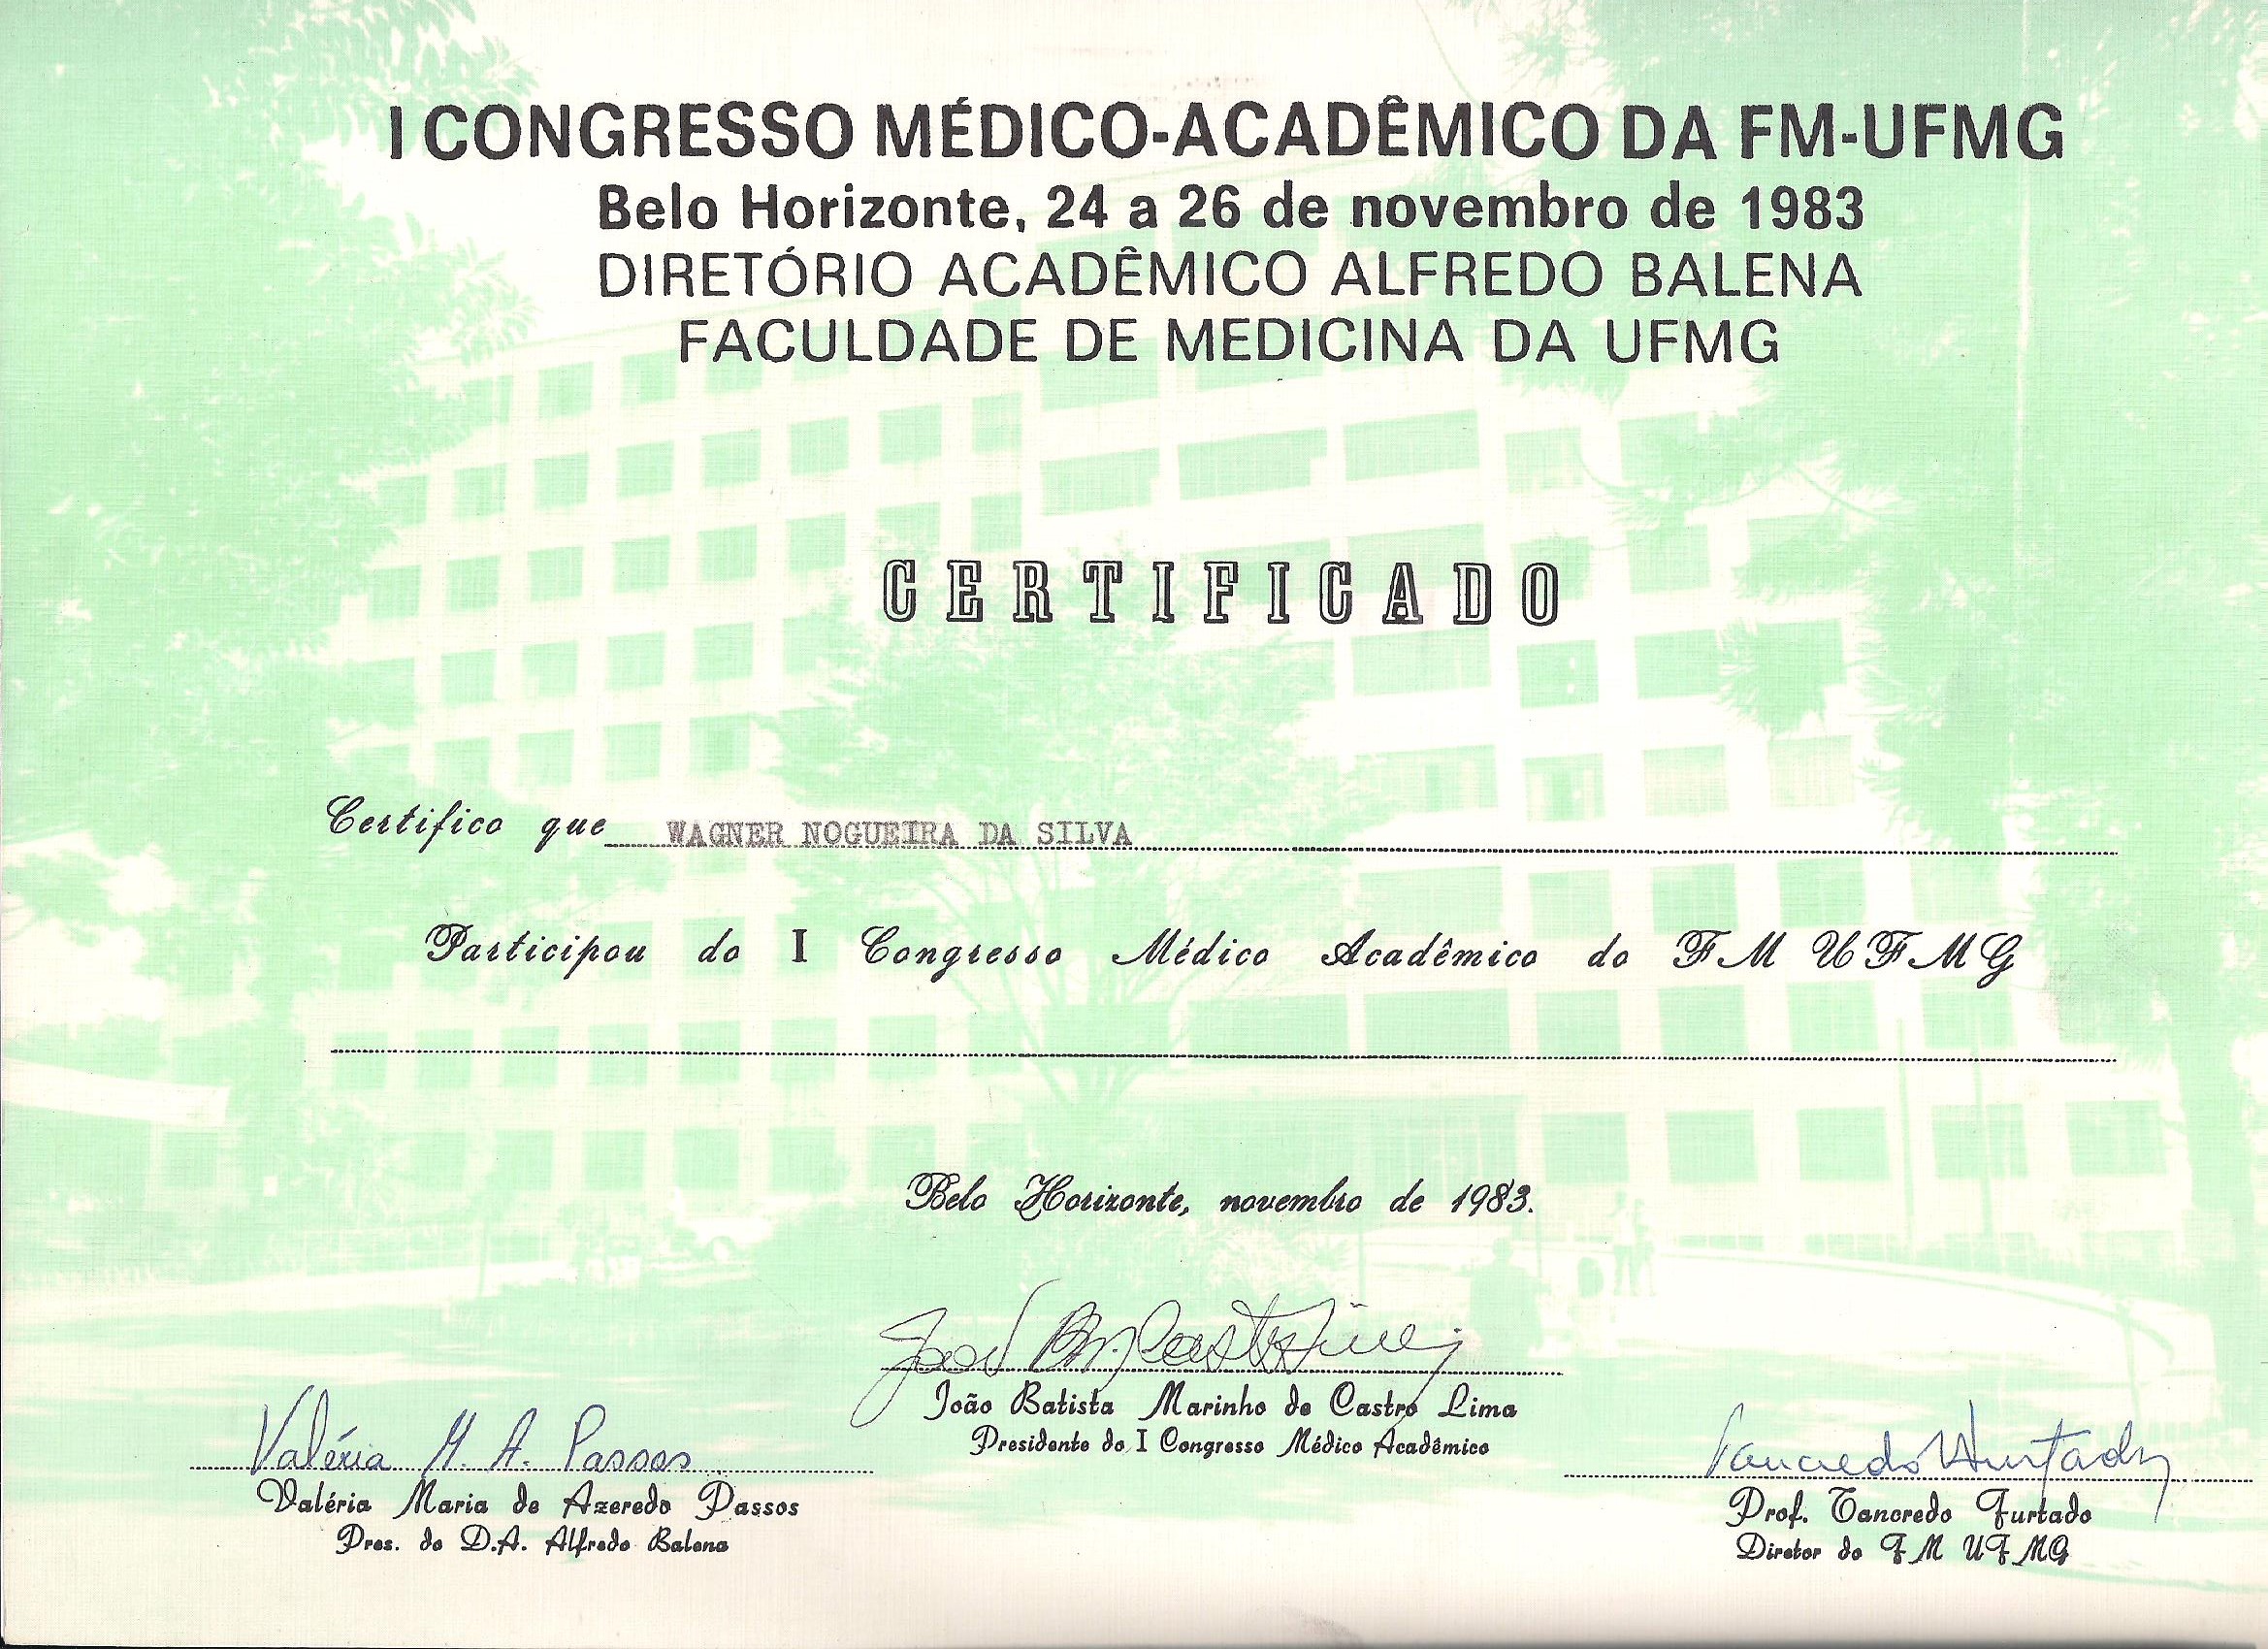 I CONGRESSO MÉDICO-ACADÊMICO DA FM-UFMG
Belo Horizonte, 24 a 26 de novembro de 1983
DIRETÓRIO ACADÊMICO ALFREDO BALENA
FACULDADE DE MEDICINA DA UFMG
CERTIFICADO
Certifico que WAGNER NOGUEIRA DA SILVA
Participou do I Congresso Médico Acadêmico do FM UFMG
Belo Horizonte, novembro de 1983.
João Batista Marinho de Castro Lima
Presidente do I Congresso Médico Acadêmico
Valéria M. A. Passos
Valéria Maria de Azeredo Passos
Pres. do D.A. Alfredo Balena
Tancredo Furtado
Prof. Tancredo Furtado
Diretor do FM UFMG